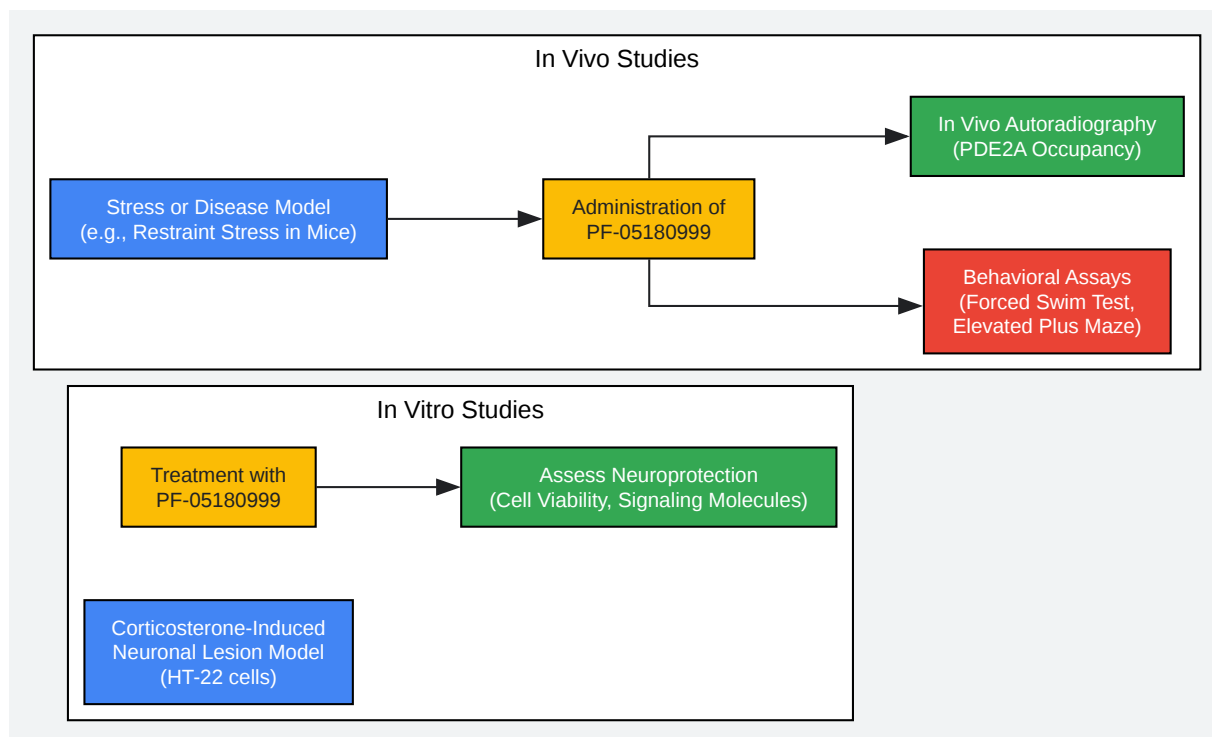 In Vivo Studies
In Vivo Autoradiography
(PDE2A Occupancy)
Stress or Disease Model
(e.g., Restraint Stress in Mice)
Administration of
PF-05180999
Behavioral Assays
(Forced Swim Test,
Elevated Plus Maze)
In Vitro Studies
Treatment with
PF-05180999
Assess Neuroprotection
(Cell Viability, Signaling Molecules)
Corticosterone-Induced
Neuronal Lesion Model
(HT-22 cells)